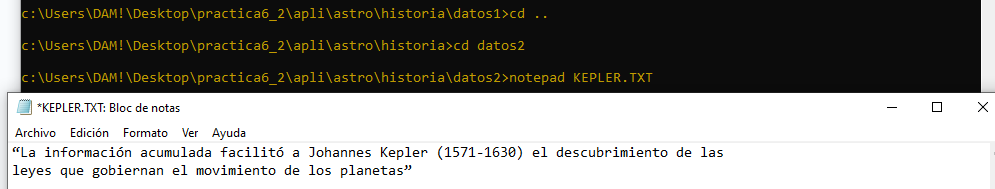 c:\Users\DAM!\Desktop\practica6_2\apli\astro\historia\datos1>cd ..
c:\Users\DAM!\Desktop\practica6_2\apli\astro\historia>cd datos2
c:\Users\DAM!\Desktop\practica6_2\apli\astro\historia\datos2>notepad KEPLER.TXT
*KEPLER.TXT: Bloc de notas
Archivo Edición Formato Ver Ayuda
“La información acumulada facilitó a Johannes Kepler (1571-1630) el descubrimiento de las
leyes que gobiernan el movimiento de los planetas”